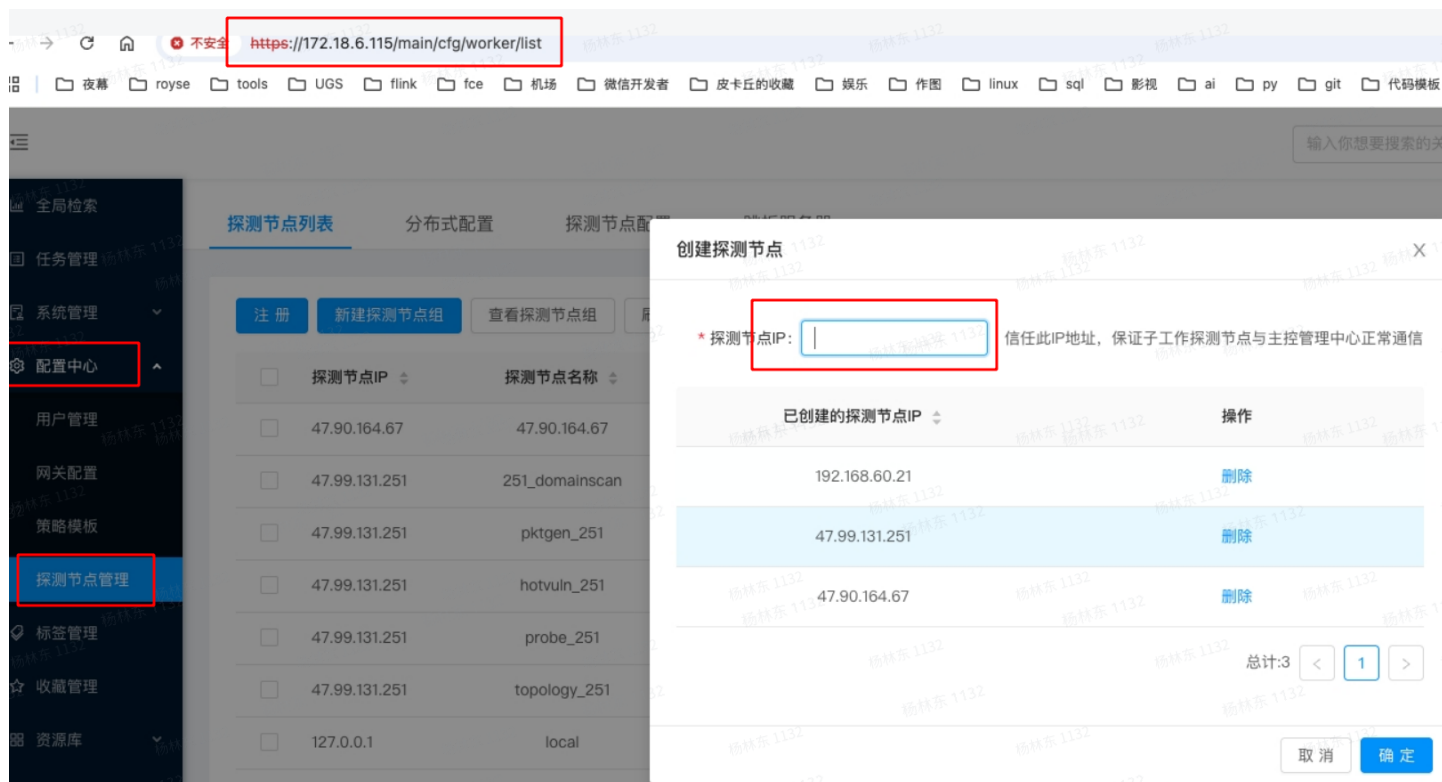 不安全 https://172.18.6.115/main/cfg/worker/list
夜幕 royse tools UGS flink fce 机场 微信开发者 皮卡丘的收藏 娱乐 作图 linux sql 影视 ai py git 代码模板
输入你想要搜索的关
全局检索
任务管理
系统管理
配置中心
用户管理
网关配置
策略模板
探测节点管理
标签管理
收藏管理
资源库
探测节点列表 分布式配置 探测节点配置
注 册 新建探测节点组 查看探测节点组
探测节点IP 探测节点名称
47.90.164.67 47.90.164.67
47.99.131.251 251_domainscan
47.99.131.251 pktgen_251
47.99.131.251 hotvuln_251
47.99.131.251 probe_251
47.99.131.251 topology_251
127.0.0.1 local
创建探测节点 X
* 探测节点IP: 信任此IP地址，保证子工作探测节点与主控管理中心正常通信
已创建的探测节点IP 操作
192.168.60.21 删除
47.99.131.251 删除
47.90.164.67 删除
总计:3 < 1 >
取 消 确 定
杨林东 1132